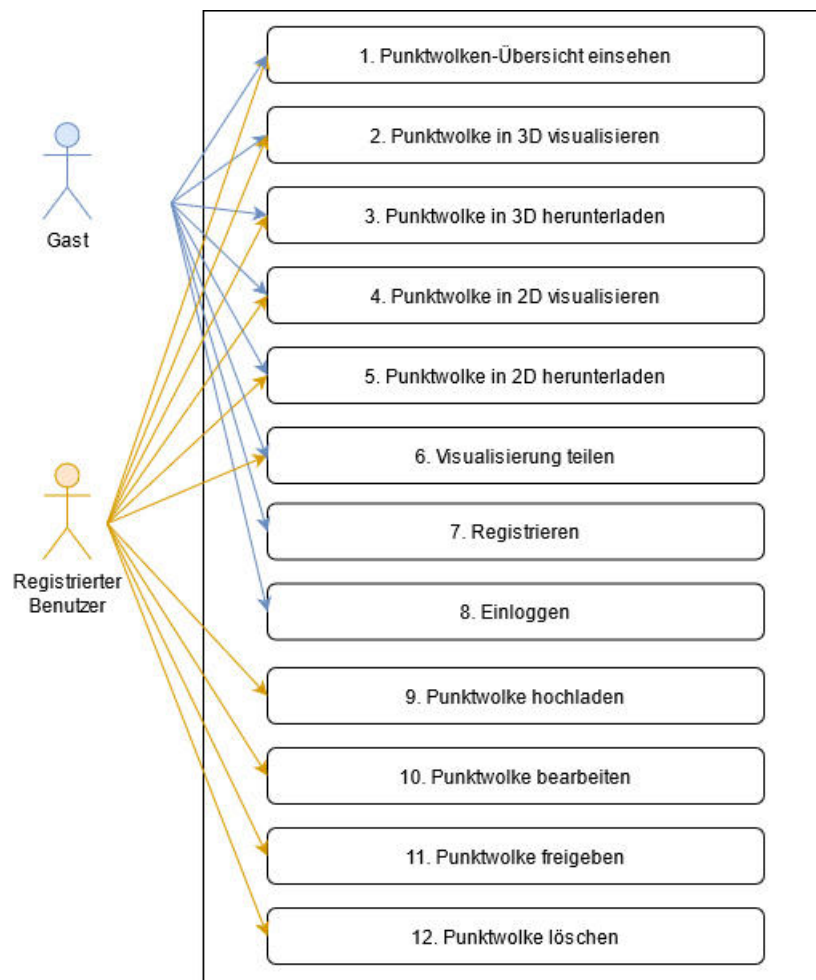 1. Punktwolken-Übersicht einsehen
2. Punktwolke in 3D visualisieren
Gast
3. Punktwolke in 3D herunterladen
4. Punktwolke in 2D visualisieren
5. Punktwolke in 2D herunterladen
6. Visualisierung teilen
7. Registrieren
Registrierter
Benutzer
8. Einloggen
9. Punktwolke hochladen
10. Punktwolke bearbeiten
11. Punktwolke freigeben
12. Punktwolke löschen